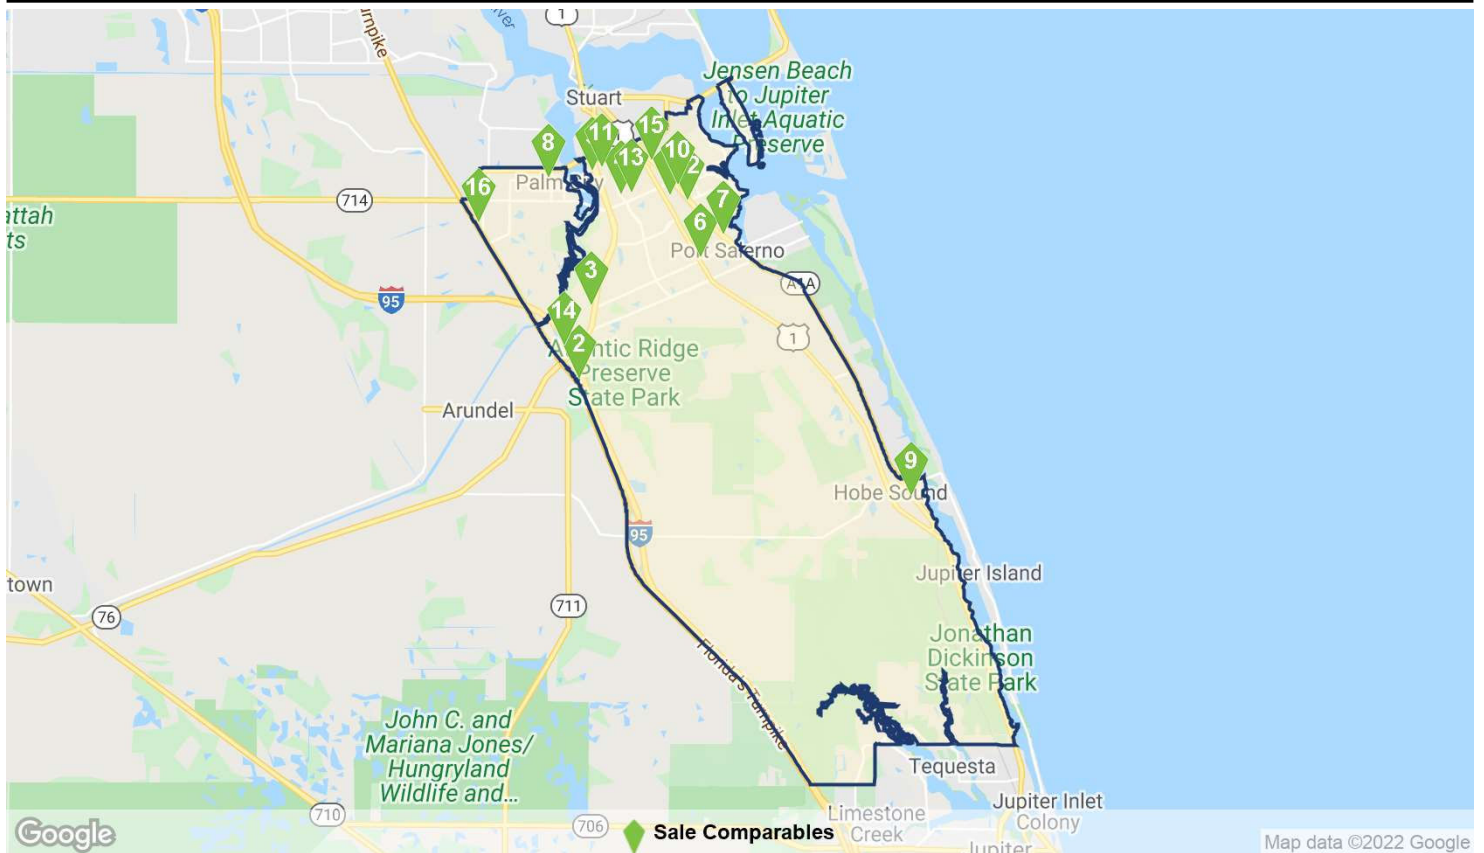 1
Stuart
Jensen Beach
to Jupiter
Inlet Aquatic
Preserve
15
11
8
10
13
2
Palm City
16
714
7
6
Port Salerno
3
A1A
95
14
1
2
Atlantic Ridge
Preserve
State Park
Arundel
9
Hobe Sound
95
Jupiter Island
town
76
711
Jonathan
Dickinson
State Park
Florida's Turnpike
John C. and
Mariana Jones/
Hungryland
Wildlife and...
Tequesta
710
706
Jupiter Inlet
Colony
Limestone
Creek
Jupiter
Google
Sale Comparables
Map data ©2022 Google